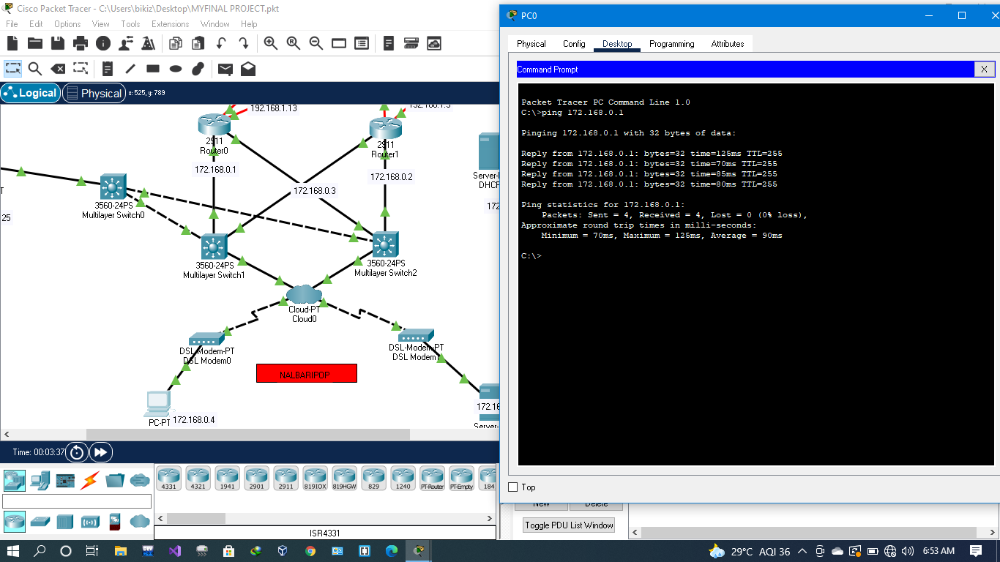 Cisco Packet Tracer - C:\Users\bikiz\Desktop\MYFINAL PROJECT.pkt
File Edit Options View Tools Extensions Window Help
Logical
Physical
x: 525, y: 789
192.168.1.13
2911
Router0
2911
Router1
192.168.1.5
172.168.0.1
172.168.0.2
172.168.0.3
Server-
DHCP
172
3560-24PS
Multilayer Switch0
25
3560-24PS
Multilayer Switch1
3560-24PS
Multilayer Switch2
Cloud-PT
Cloud0
DSL-Modem-PT
DSL Modem0
DSL-Modem-PT
DSL Modem1
NALBARIPOP
PC-PT
172.168.0.4
172.16
Server-
Time: 00:03:37
4331 4321 1941 2901 2911 819IOX 819HGW 829 1240 PT-Router PT-Empty 184
ISR4331
PC0
Physical Config Desktop Programming Attributes
Command Prompt
X
Packet Tracer PC Command Line 1.0
C:\>ping 172.168.0.1
Pinging 172.168.0.1 with 32 bytes of data:
Reply from 172.168.0.1: bytes=32 time=125ms TTL=255
Reply from 172.168.0.1: bytes=32 time=70ms TTL=255
Reply from 172.168.0.1: bytes=32 time=85ms TTL=255
Reply from 172.168.0.1: bytes=32 time=80ms TTL=255
Ping statistics for 172.168.0.1:
Packets: Sent = 4, Received = 4, Lost = 0 (0% loss),
Approximate round trip times in milli-seconds:
Minimum = 70ms, Maximum = 125ms, Average = 90ms
C:\>
Top
New Delete
Toggle PDU List Window
29°C AQI 36
6:53 AM